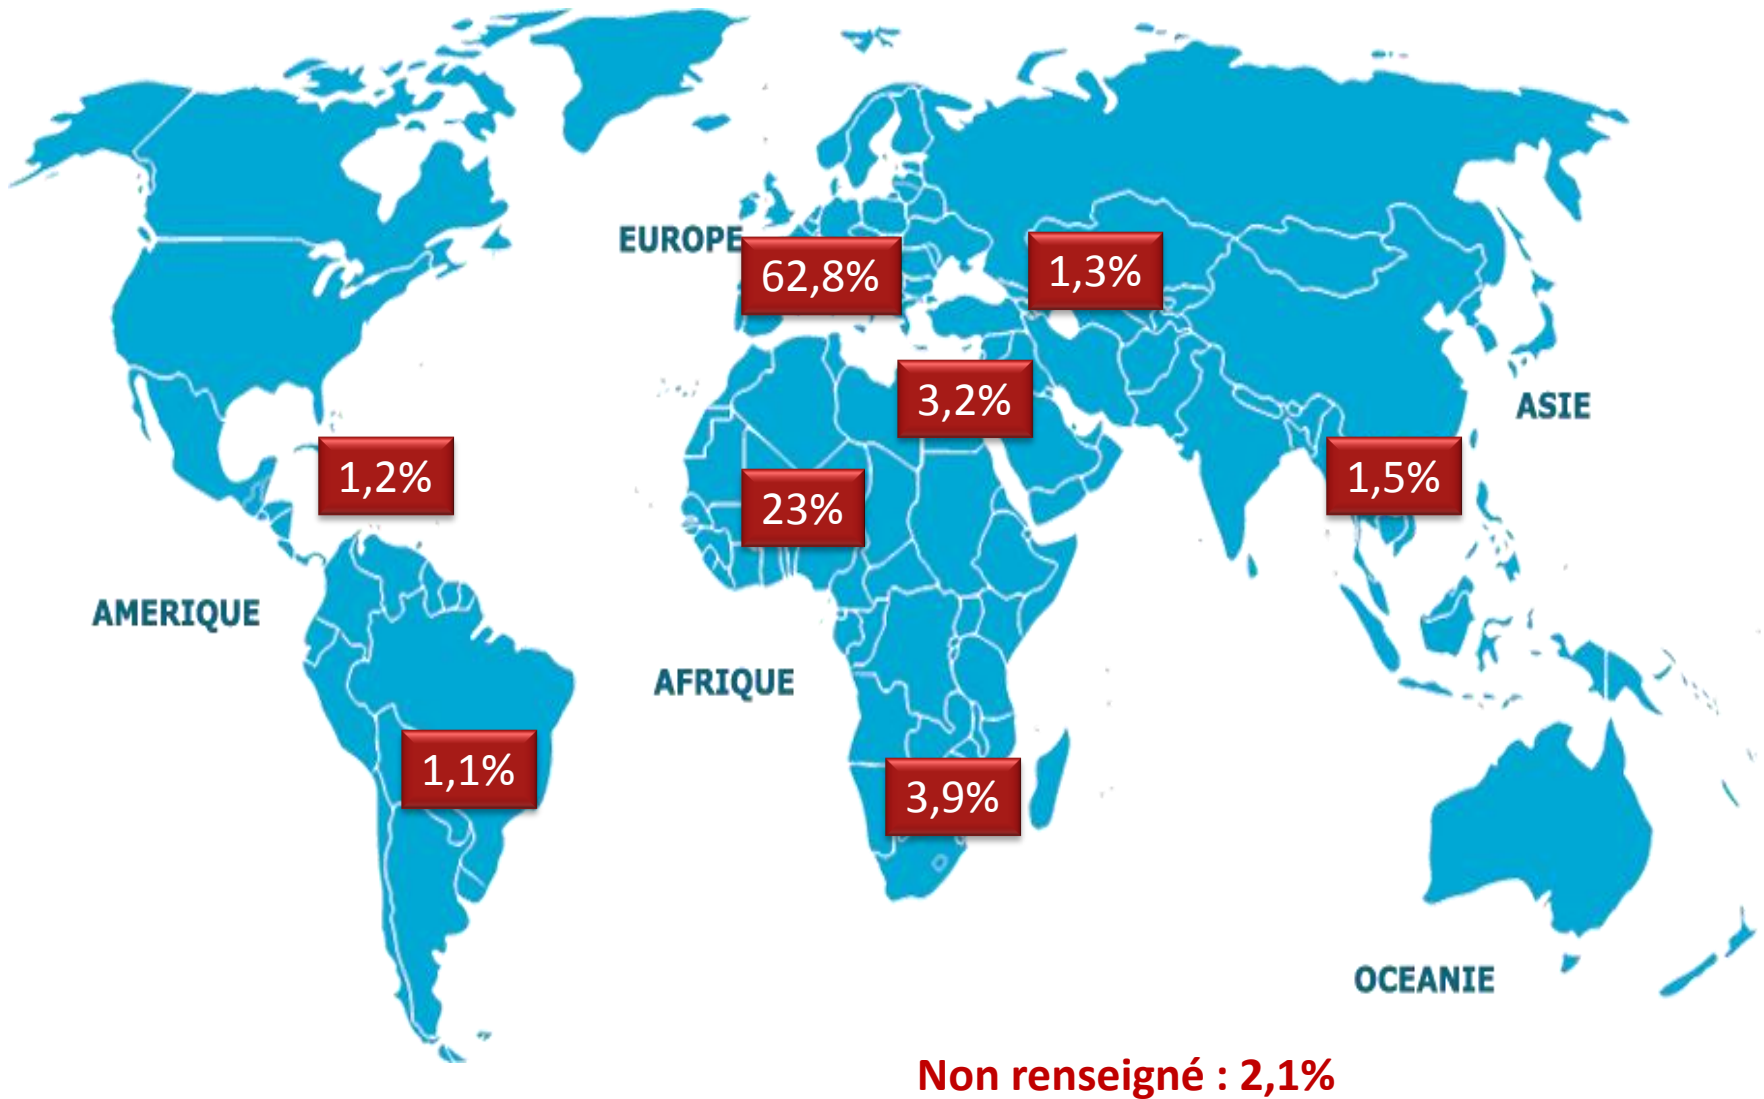 EUROPE
62,8%
1,3%
3,2%
ASIE
1,2%
1,5%
23%
AMERIQUE
AFRIQUE
1,1%
3,9%
OCEANIE
Non renseigné : 2,1%